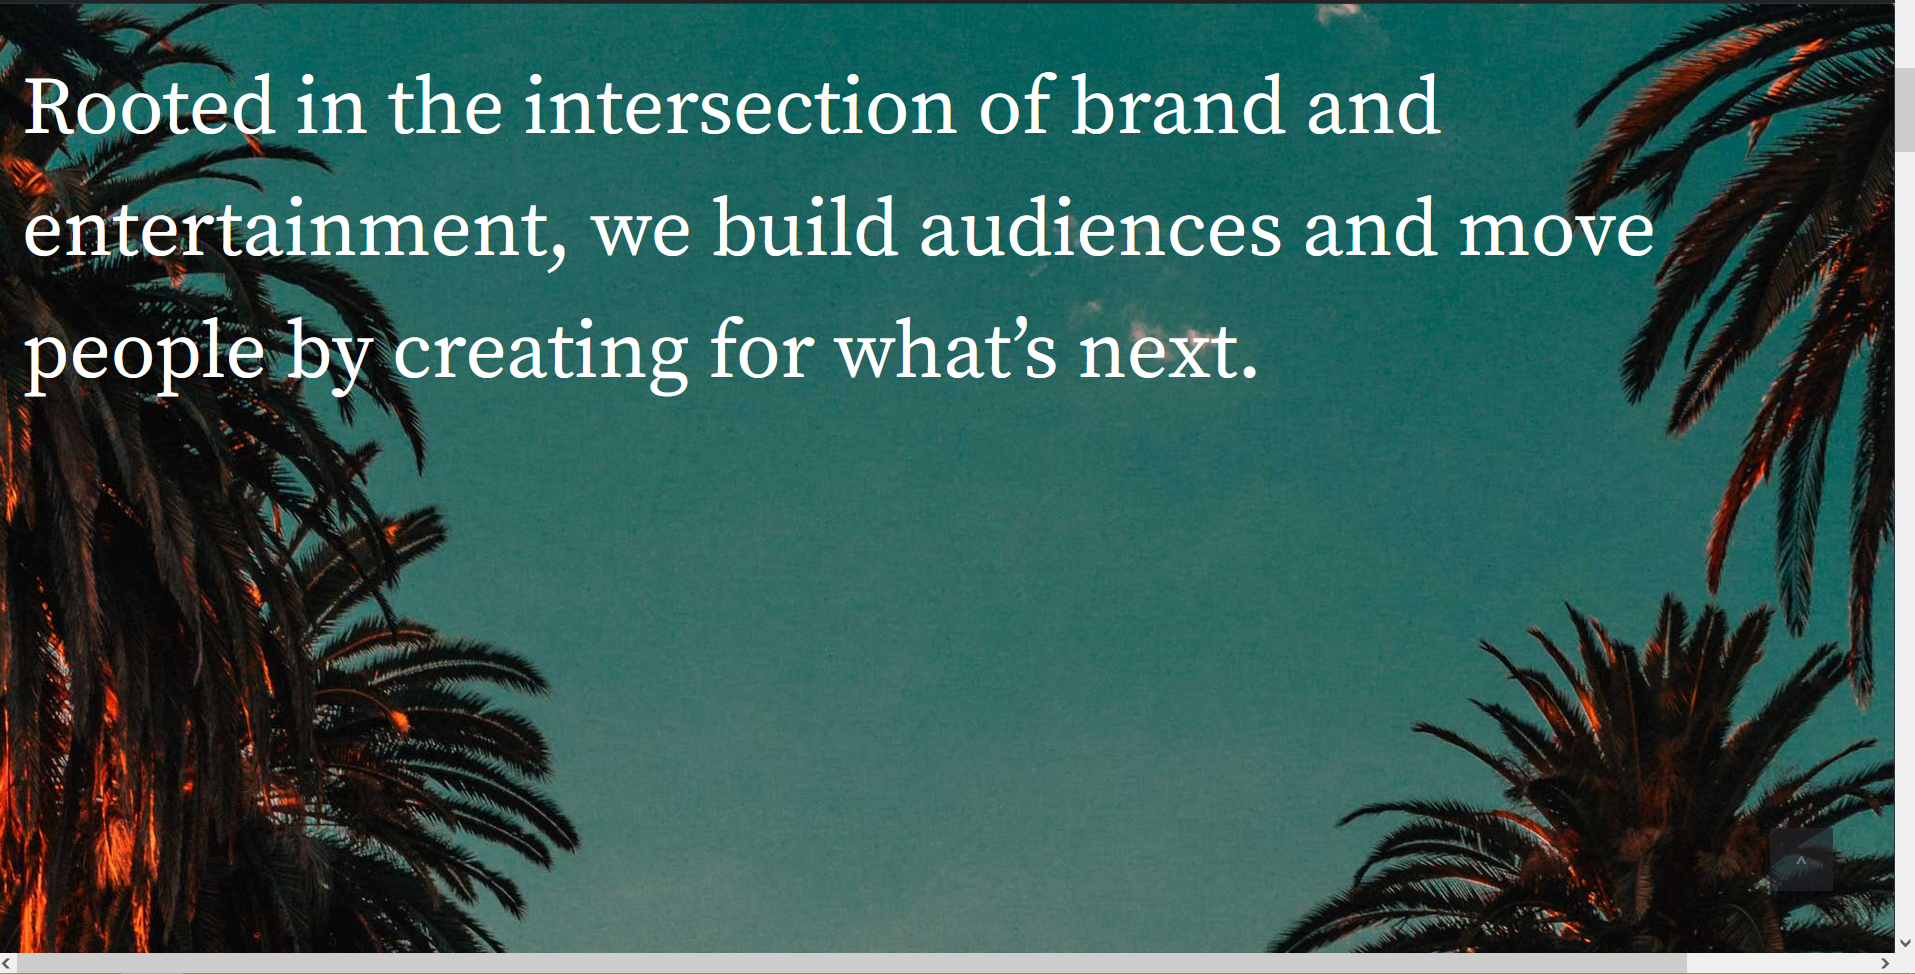 Rooted in the intersection of brand and
entertainment, we build audiences and move
people by creating for what’s next.